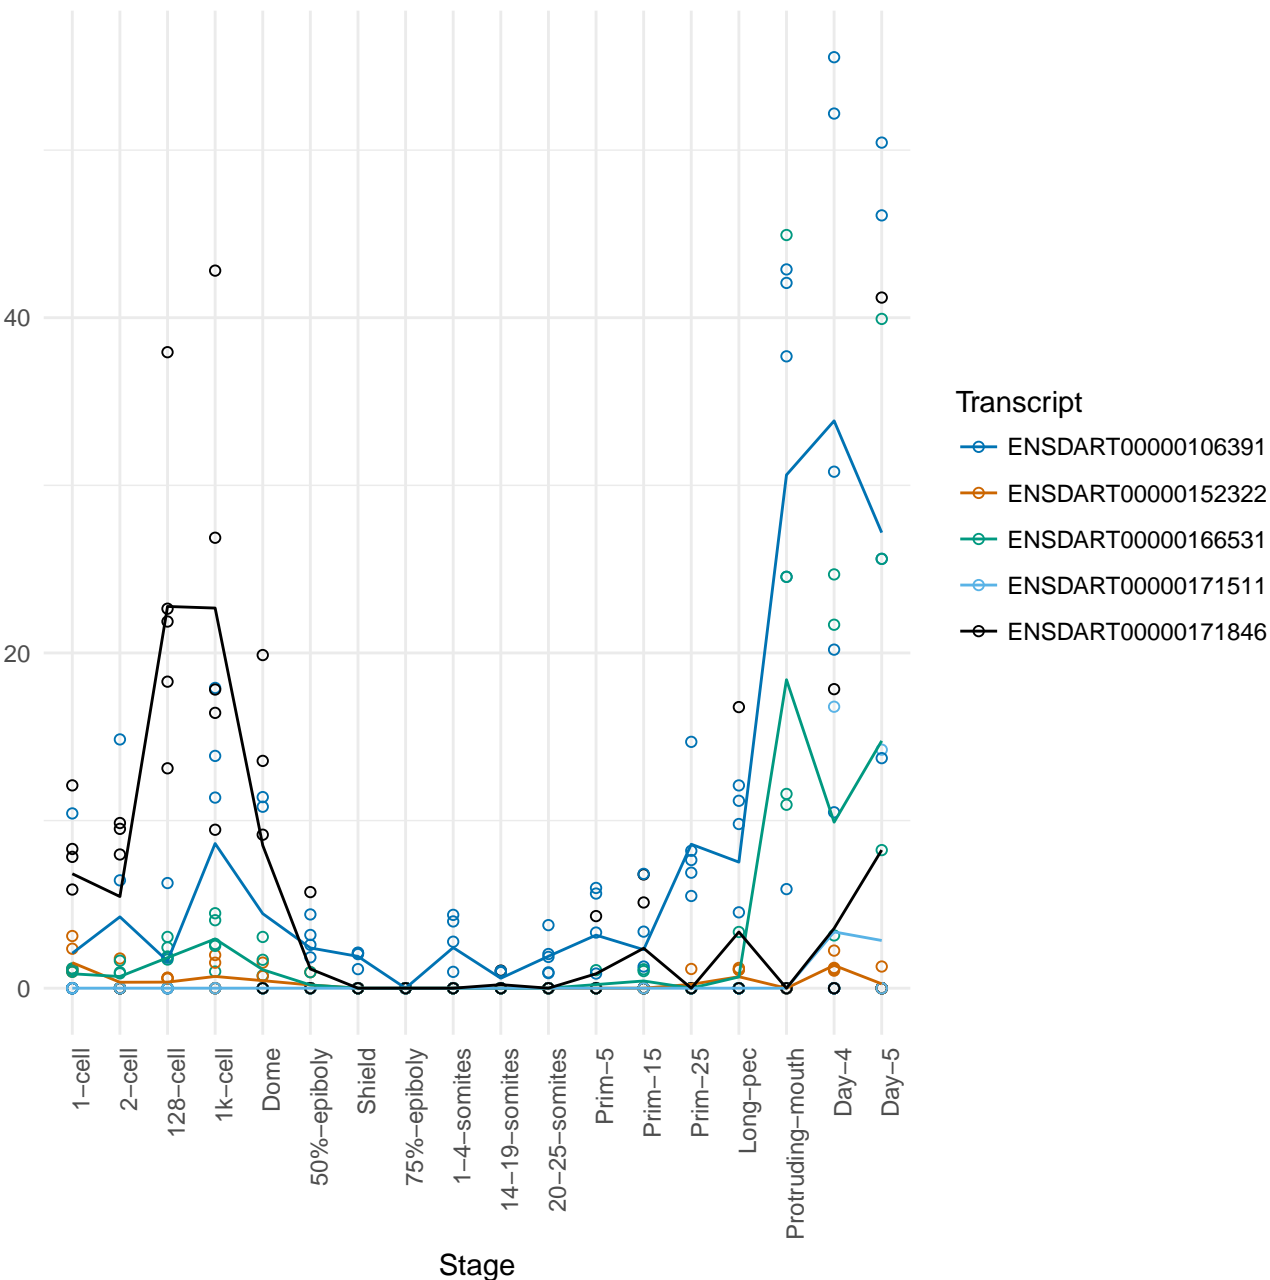 40
20
0
1−cell
2−cell
128−cell
1k−cell
Dome
50%−epiboly
Shield
75%−epiboly
1−4−somites
14−19−somites
20−25−somites
Prim−5
Prim−15
Prim−25
Long−pec
Protruding−mouth
Day−4
Day−5
Stage
Transcript
ENSDART00000106391
ENSDART00000152322
ENSDART00000166531
ENSDART00000171511
ENSDART00000171846